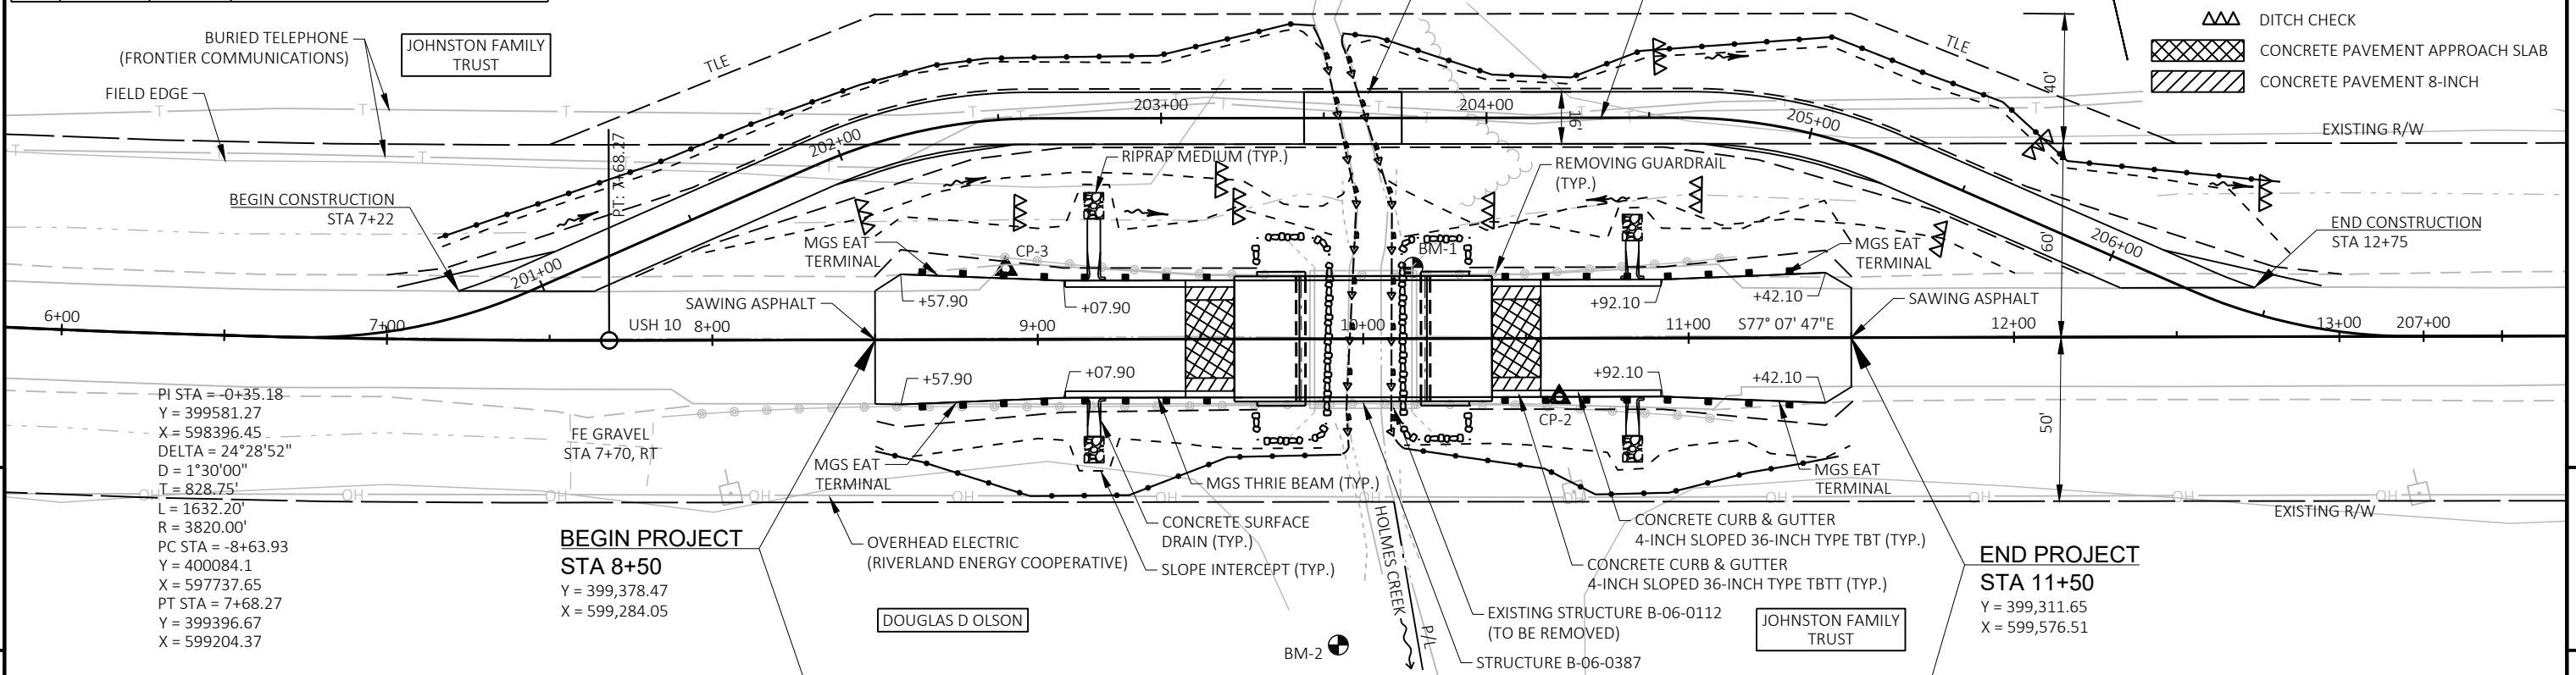 BURIED TELEPHONE
(FRONTIER COMMUNICATIONS)
JOHNSTON FAMILY
TRUST
TLE
FIELD EDGE
T
T
T
T
T
T
T
T
T
T
T
T
202+00
203+00
204+00
205+00
16'
TLE
40'
DITCH CHECK
CONCRETE PAVEMENT APPROACH SLAB
CONCRETE PAVEMENT 8-INCH
EXISTING R/W
PT: 7+68.27
RIPRAP MEDIUM (TYP.)
REMOVING GUARDRAIL
(TYP.)
BEGIN CONSTRUCTION
STA 7+22
201+00
MGS EAT
TERMINAL
CP-3
BM-1
MGS EAT
TERMINAL
60'
206+00
END CONSTRUCTION
STA 12+75
SAWING ASPHALT
+57.90
+07.90
+92.10
+42.10
SAWING ASPHALT
6+00
7+00
USH 10
8+00
9+00
10+00
11+00
S77° 07' 47"E
12+00
13+00
207+00
+57.90
+07.90
+92.10
+42.10
PI STA = -0+35.18
Y = 399581.27
X = 598396.45
DELTA = 24°28'52"
D = 1°30'00"
T = 828.75'
L = 1632.20'
R = 3820.00'
PC STA = -8+63.93
Y = 400084.1
X = 597737.65
PT STA = 7+68.27
Y = 399396.67
X = 599204.37
FE GRAVEL
STA 7+70, RT
CP-2
50'
MGS EAT
TERMINAL
MGS THRIE BEAM (TYP.)
MGS EAT
TERMINAL
OH
OH
OH
OH
OH
OH
OH
OH
OH
OH
OH
OH
EXISTING R/W
BEGIN PROJECT
STA 8+50
Y = 399,378.47
X = 599,284.05
OVERHEAD ELECTRIC
(RIVERLAND ENERGY COOPERATIVE)
CONCRETE SURFACE
DRAIN (TYP.)
SLOPE INTERCEPT (TYP.)
HOLMES CREEK
P/L
CONCRETE CURB & GUTTER
4-INCH SLOPED 36-INCH TYPE TBT (TYP.)
CONCRETE CURB & GUTTER
4-INCH SLOPED 36-INCH TYPE TBTT (TYP.)
END PROJECT
STA 11+50
Y = 399,311.65
X = 599,576.51
DOUGLAS D OLSON
EXISTING STRUCTURE B-06-0112
(TO BE REMOVED)
JOHNSTON FAMILY
TRUST
BM-2
STRUCTURE B-06-0387